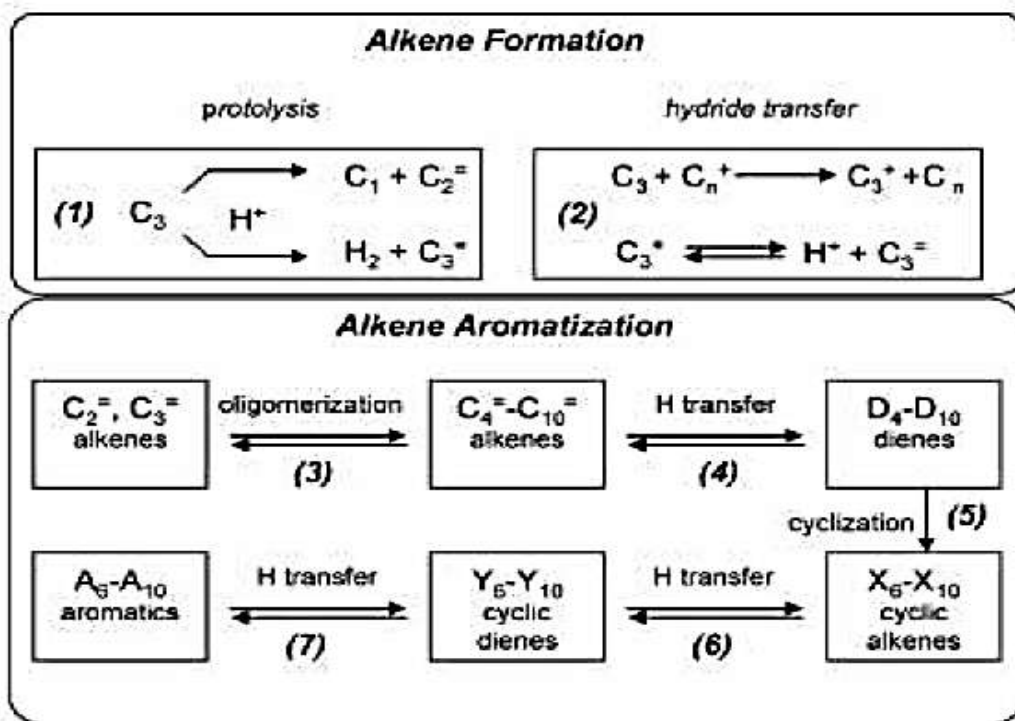 Alkene Formation
protolysis
hydride transfer
(1) C₃ H⁺
C₁ + C₂⁼
H₂ + C₃⁺
(2)
C₃ + Cₙ⁺ → C₃⁺ + Cₙ
C₃⁺ ⇌ H⁺ + C₃⁼
Alkene Aromatization
C₂⁼, C₃⁼
alkenes
oligomerization
(3)
C₄⁼-C₁₀⁼
alkenes
H transfer
(4)
D₄-D₁₀
dienes
cyclization (5)
A₆-A₁₀
aromatics
H transfer
(7)
Y₆-Y₁₀
cyclic
dienes
H transfer
(6)
X₆-X₁₀
cyclic
alkenes